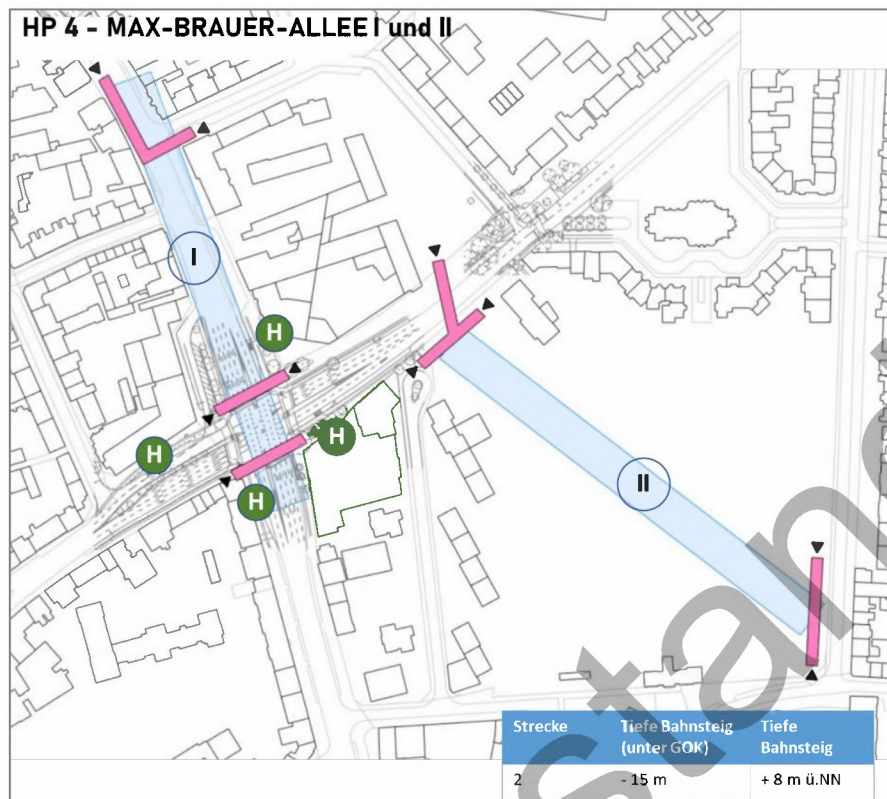 HP 4 - MAX-BRAUER-ALLEE I und II
I
H
H
H
H
II
Strecke Tiefe Bahnsteig (unter GOK) Tiefe Bahnsteig
2 - 15 m + 8 m ü.NN
stan